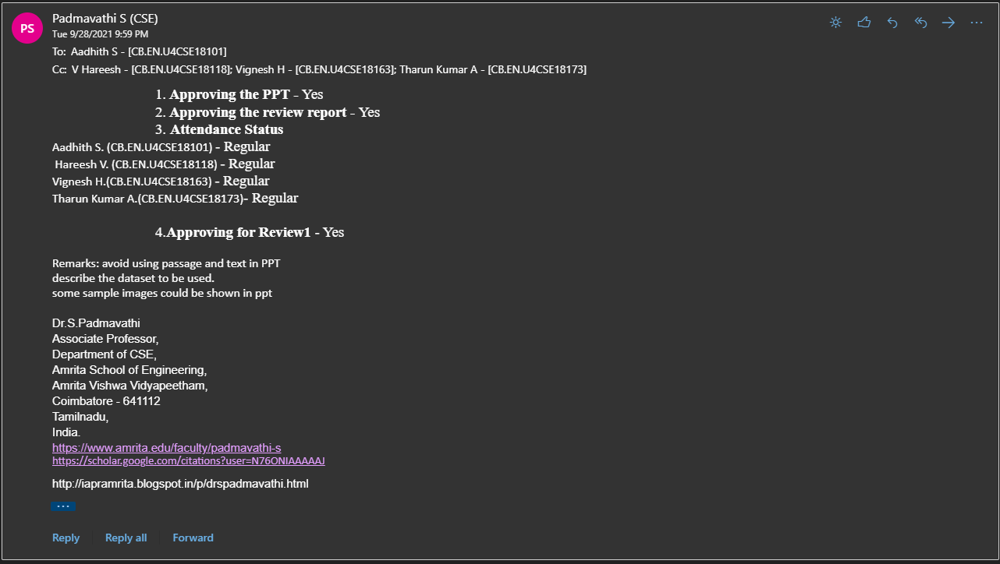 PS
Padmavathi S (CSE)
Tue 9/28/2021 9:59 PM
To: Aadhith S - [CB.EN.U4CSE18101]
Cc: V Hareesh - [CB.EN.U4CSE18118]; Vignesh H - [CB.EN.U4CSE18163]; Tharun Kumar A - [CB.EN.U4CSE18173]
1. Approving the PPT - Yes
2. Approving the review report - Yes
3. Attendance Status
Aadhith S. (CB.EN.U4CSE18101) - Regular
Hareesh V. (CB.EN.U4CSE18118) - Regular
Vignesh H.(CB.EN.U4CSE18163) - Regular
Tharun Kumar A.(CB.EN.U4CSE18173)- Regular
4.Approving for Review1 - Yes
Remarks: avoid using passage and text in PPT
describe the dataset to be used.
some sample images could be shown in ppt
Dr.S.Padmavathi
Associate Professor,
Department of CSE,
Amrita School of Engineering,
Amrita Vishwa Vidyapeetham,
Coimbatore - 641112
Tamilnadu,
India.
https://www.amrita.edu/faculty/padmavathi-s
https://scholar.google.com/citations?user=N76ONIAAAAAJ
http://iapramrita.blogspot.in/p/drspadmavathi.html
...
Reply Reply all Forward